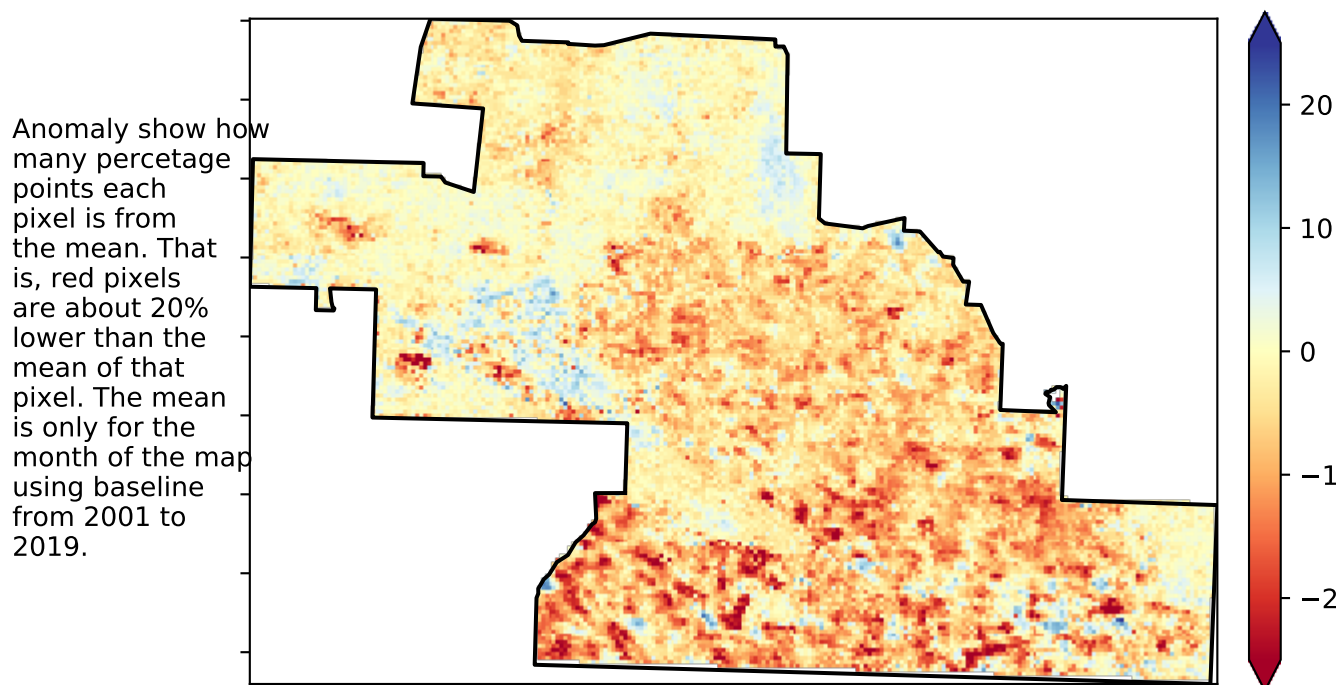 Anomaly show how
many percetage
points each
pixel is from
the mean. That
is, red pixels
are about 20%
lower than the
mean of that
pixel. The mean
is only for the
month of the map
using baseline
from 2001 to
2019.
20
10
0
−1
−2